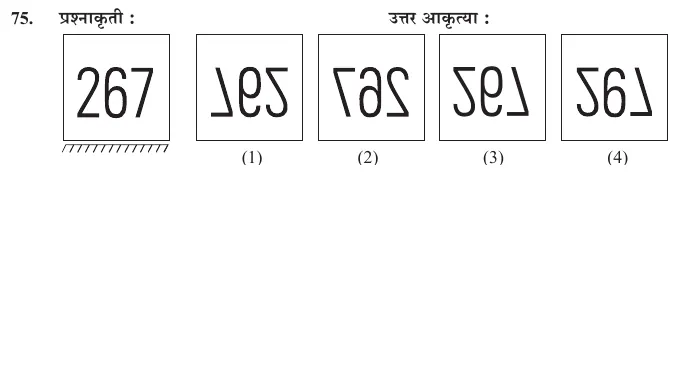 75. प्रश्नाकृती : उत्तर आकृत्या :
267
(1) (2) (3) (4)